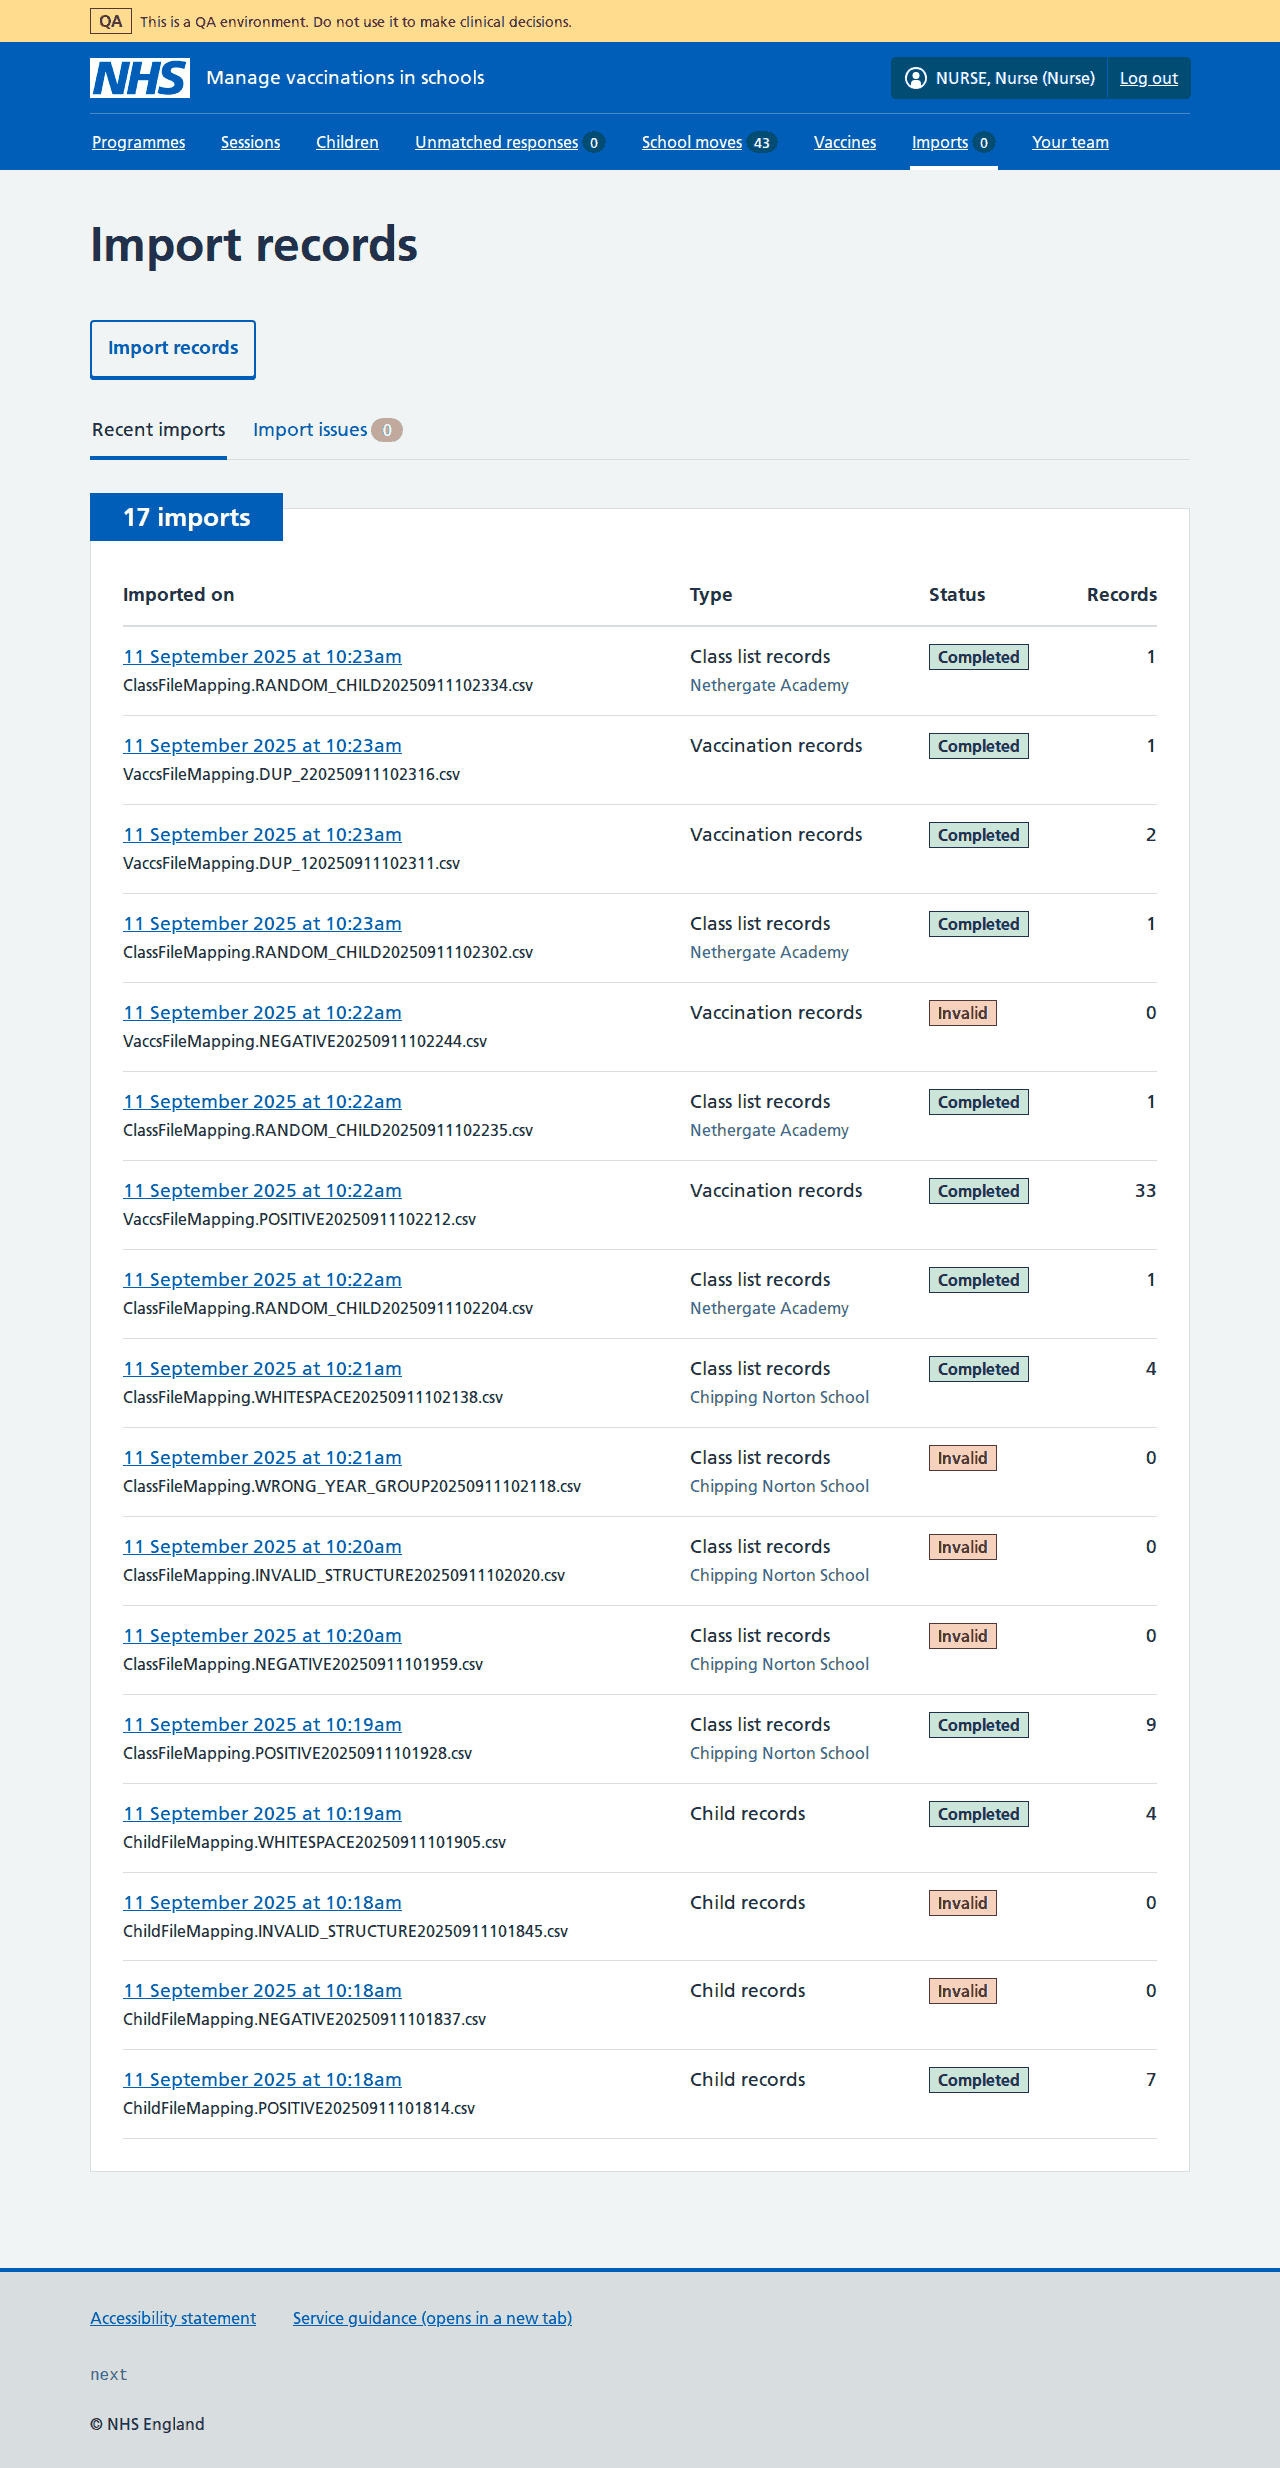 QA This is a QA environment. Do not use it to make clinical decisions.
NHS Manage vaccinations in schools NURSE, Nurse (Nurse) Log out
Programmes Sessions Children Unmatched responses 0 School moves 43 Vaccines Imports 0 Your team
Import records
Import records
Recent imports Import issues 0
17 imports
Imported on Type Status Records
11 September 2025 at 10:23am Class list records Completed 1
ClassFileMapping.RANDOM_CHILD20250911102334.csv Nethergate Academy
11 September 2025 at 10:23am Vaccination records Completed 1
VaccsFileMapping.DUP_220250911102316.csv
11 September 2025 at 10:23am Vaccination records Completed 2
VaccsFileMapping.DUP_120250911102311.csv
11 September 2025 at 10:23am Class list records Completed 1
ClassFileMapping.RANDOM_CHILD20250911102302.csv Nethergate Academy
11 September 2025 at 10:22am Vaccination records Invalid 0
VaccsFileMapping.NEGATIVE20250911102244.csv
11 September 2025 at 10:22am Class list records Completed 1
ClassFileMapping.RANDOM_CHILD20250911102235.csv Nethergate Academy
11 September 2025 at 10:22am Vaccination records Completed 33
VaccsFileMapping.POSITIVE20250911102212.csv
11 September 2025 at 10:22am Class list records Completed 1
ClassFileMapping.RANDOM_CHILD20250911102204.csv Nethergate Academy
11 September 2025 at 10:21am Class list records Completed 4
ClassFileMapping.WHITESPACE20250911102138.csv Chipping Norton School
11 September 2025 at 10:21am Class list records Invalid 0
ClassFileMapping.WRONG_YEAR_GROUP20250911102118.csv Chipping Norton School
11 September 2025 at 10:20am Class list records Invalid 0
ClassFileMapping.INVALID_STRUCTURE20250911102020.csv Chipping Norton School
11 September 2025 at 10:20am Class list records Invalid 0
ClassFileMapping.NEGATIVE20250911101959.csv Chipping Norton School
11 September 2025 at 10:19am Class list records Completed 9
ClassFileMapping.POSITIVE20250911101928.csv Chipping Norton School
11 September 2025 at 10:19am Child records Completed 4
ChildFileMapping.WHITESPACE20250911101905.csv
11 September 2025 at 10:18am Child records Invalid 0
ChildFileMapping.INVALID_STRUCTURE20250911101845.csv
11 September 2025 at 10:18am Child records Invalid 0
ChildFileMapping.NEGATIVE20250911101837.csv
11 September 2025 at 10:18am Child records Completed 7
ChildFileMapping.POSITIVE20250911101814.csv
Accessibility statement Service guidance (opens in a new tab)
next
© NHS England